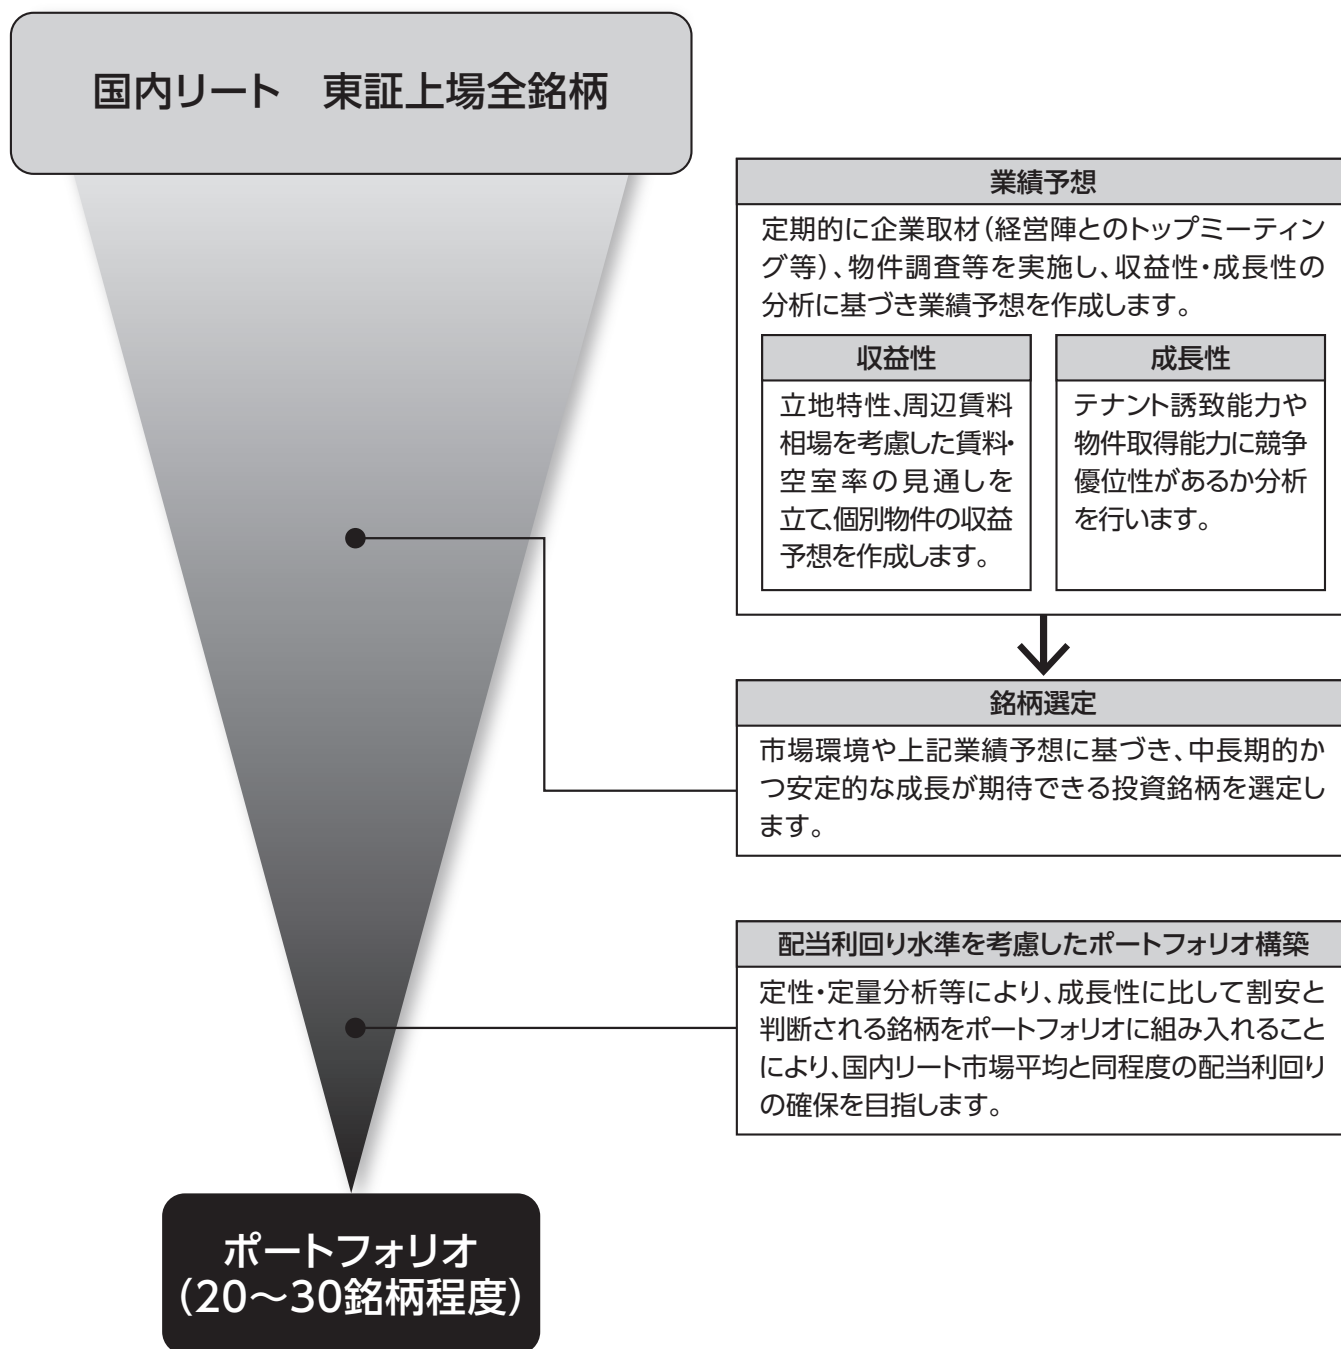 国内リート　東証上場全銘柄
業績予想
定期的に企業取材(経営陣とのトップミーティン
グ等)、物件調査等を実施し、収益性・成長性の
分析に基づき業績予想を作成します。
収益性
立地特性、周辺賃料
相場を考慮した賃料・
空室率の見通しを
立て、個別物件の収益
予想を作成します。
成長性
テナント誘致能力や
物件取得能力に競争
優位性があるか分析
を行います。
銘柄選定
市場環境や上記業績予想に基づき、中長期的か
つ安定的な成長が期待できる投資銘柄を選定し
ます。
配当利回り水準を考慮したポートフォリオ構築
定性・定量分析等により、成長性に比して割安と
判断される銘柄をポートフォリオに組み入れること
により、国内リート市場平均と同程度の配当利回り
の確保を目指します。
ポートフォリオ
(20～30銘柄程度)